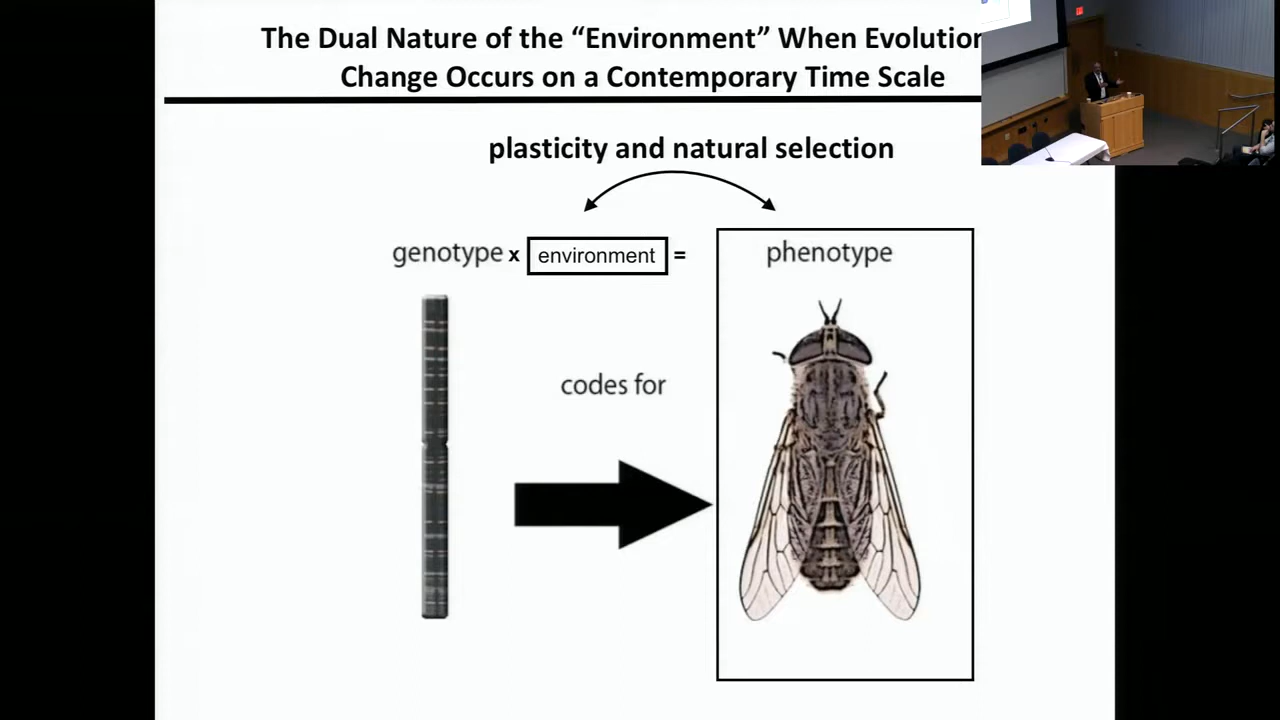 The Dual Nature of the “Environment” When Evolution
Change Occurs on a Contemporary Time Scale
plasticity and natural selection
genotype x environment = phenotype
codes for